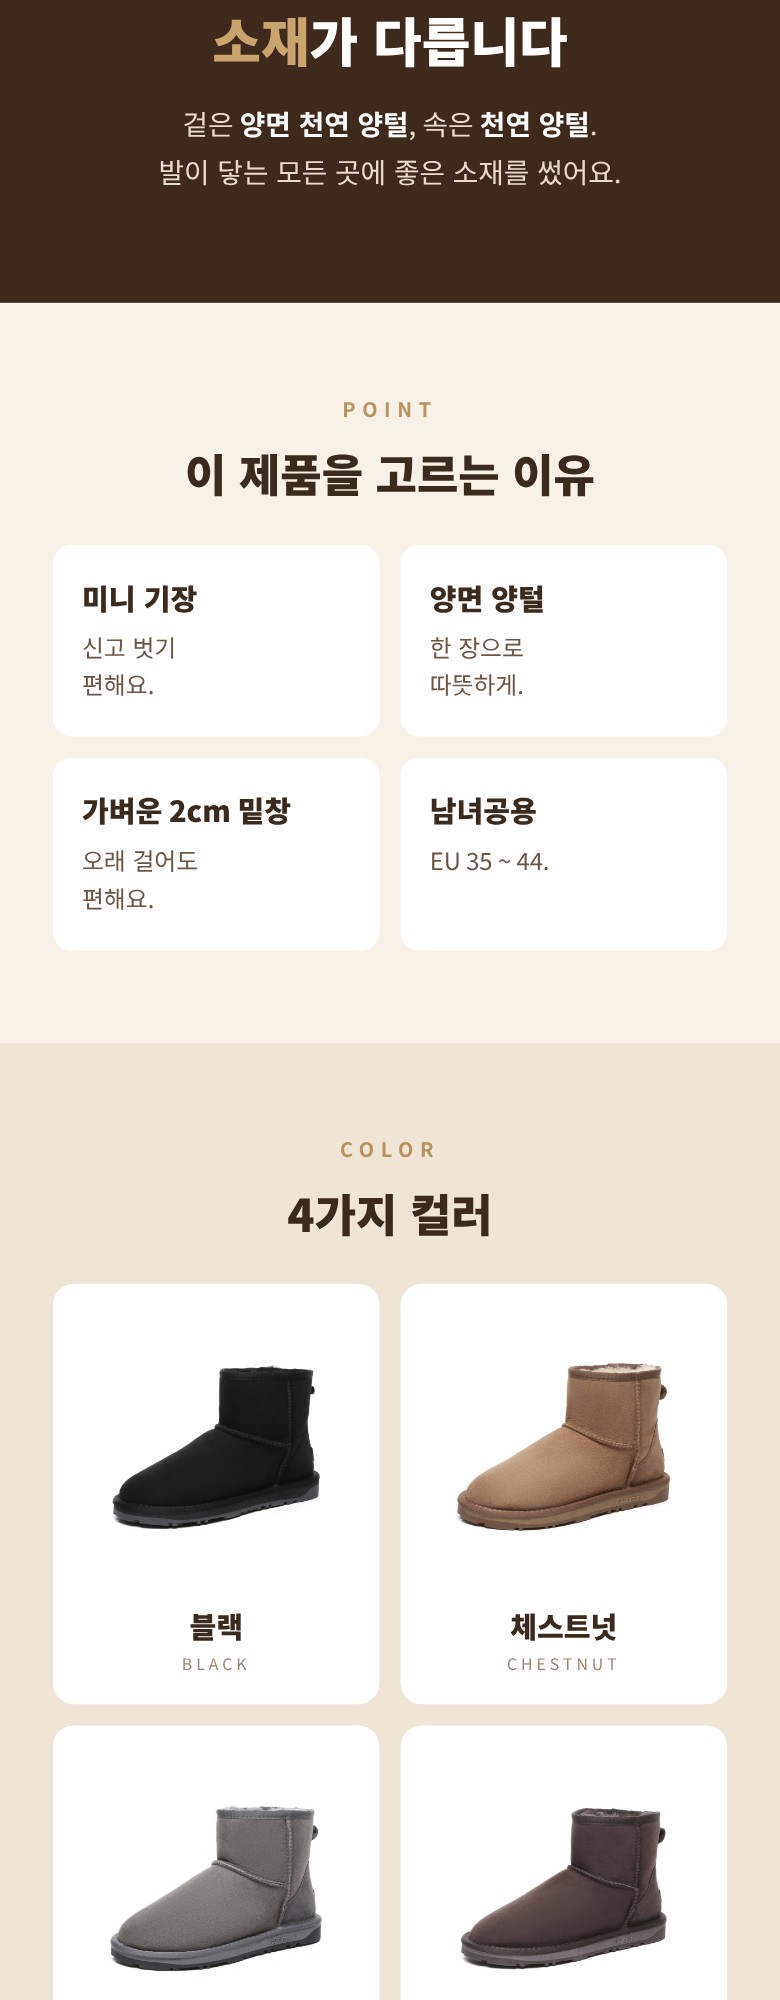 소재가 다릅니다
겉은 양면 천연 양털, 속은 천연 양털.
발이 닿는 모든 곳에 좋은 소재를 썼어요.
POINT
이 제품을 고르는 이유
미니 기장
신고 벗기
편해요.
양면 양털
한 장으로
따뜻하게.
가벼운 2cm 밑창
오래 걸어도
편해요.
남녀공용
EU 35 ~ 44.
COLOR
4가지 컬러
블랙
BLACK
체스트넛
CHESTNUT